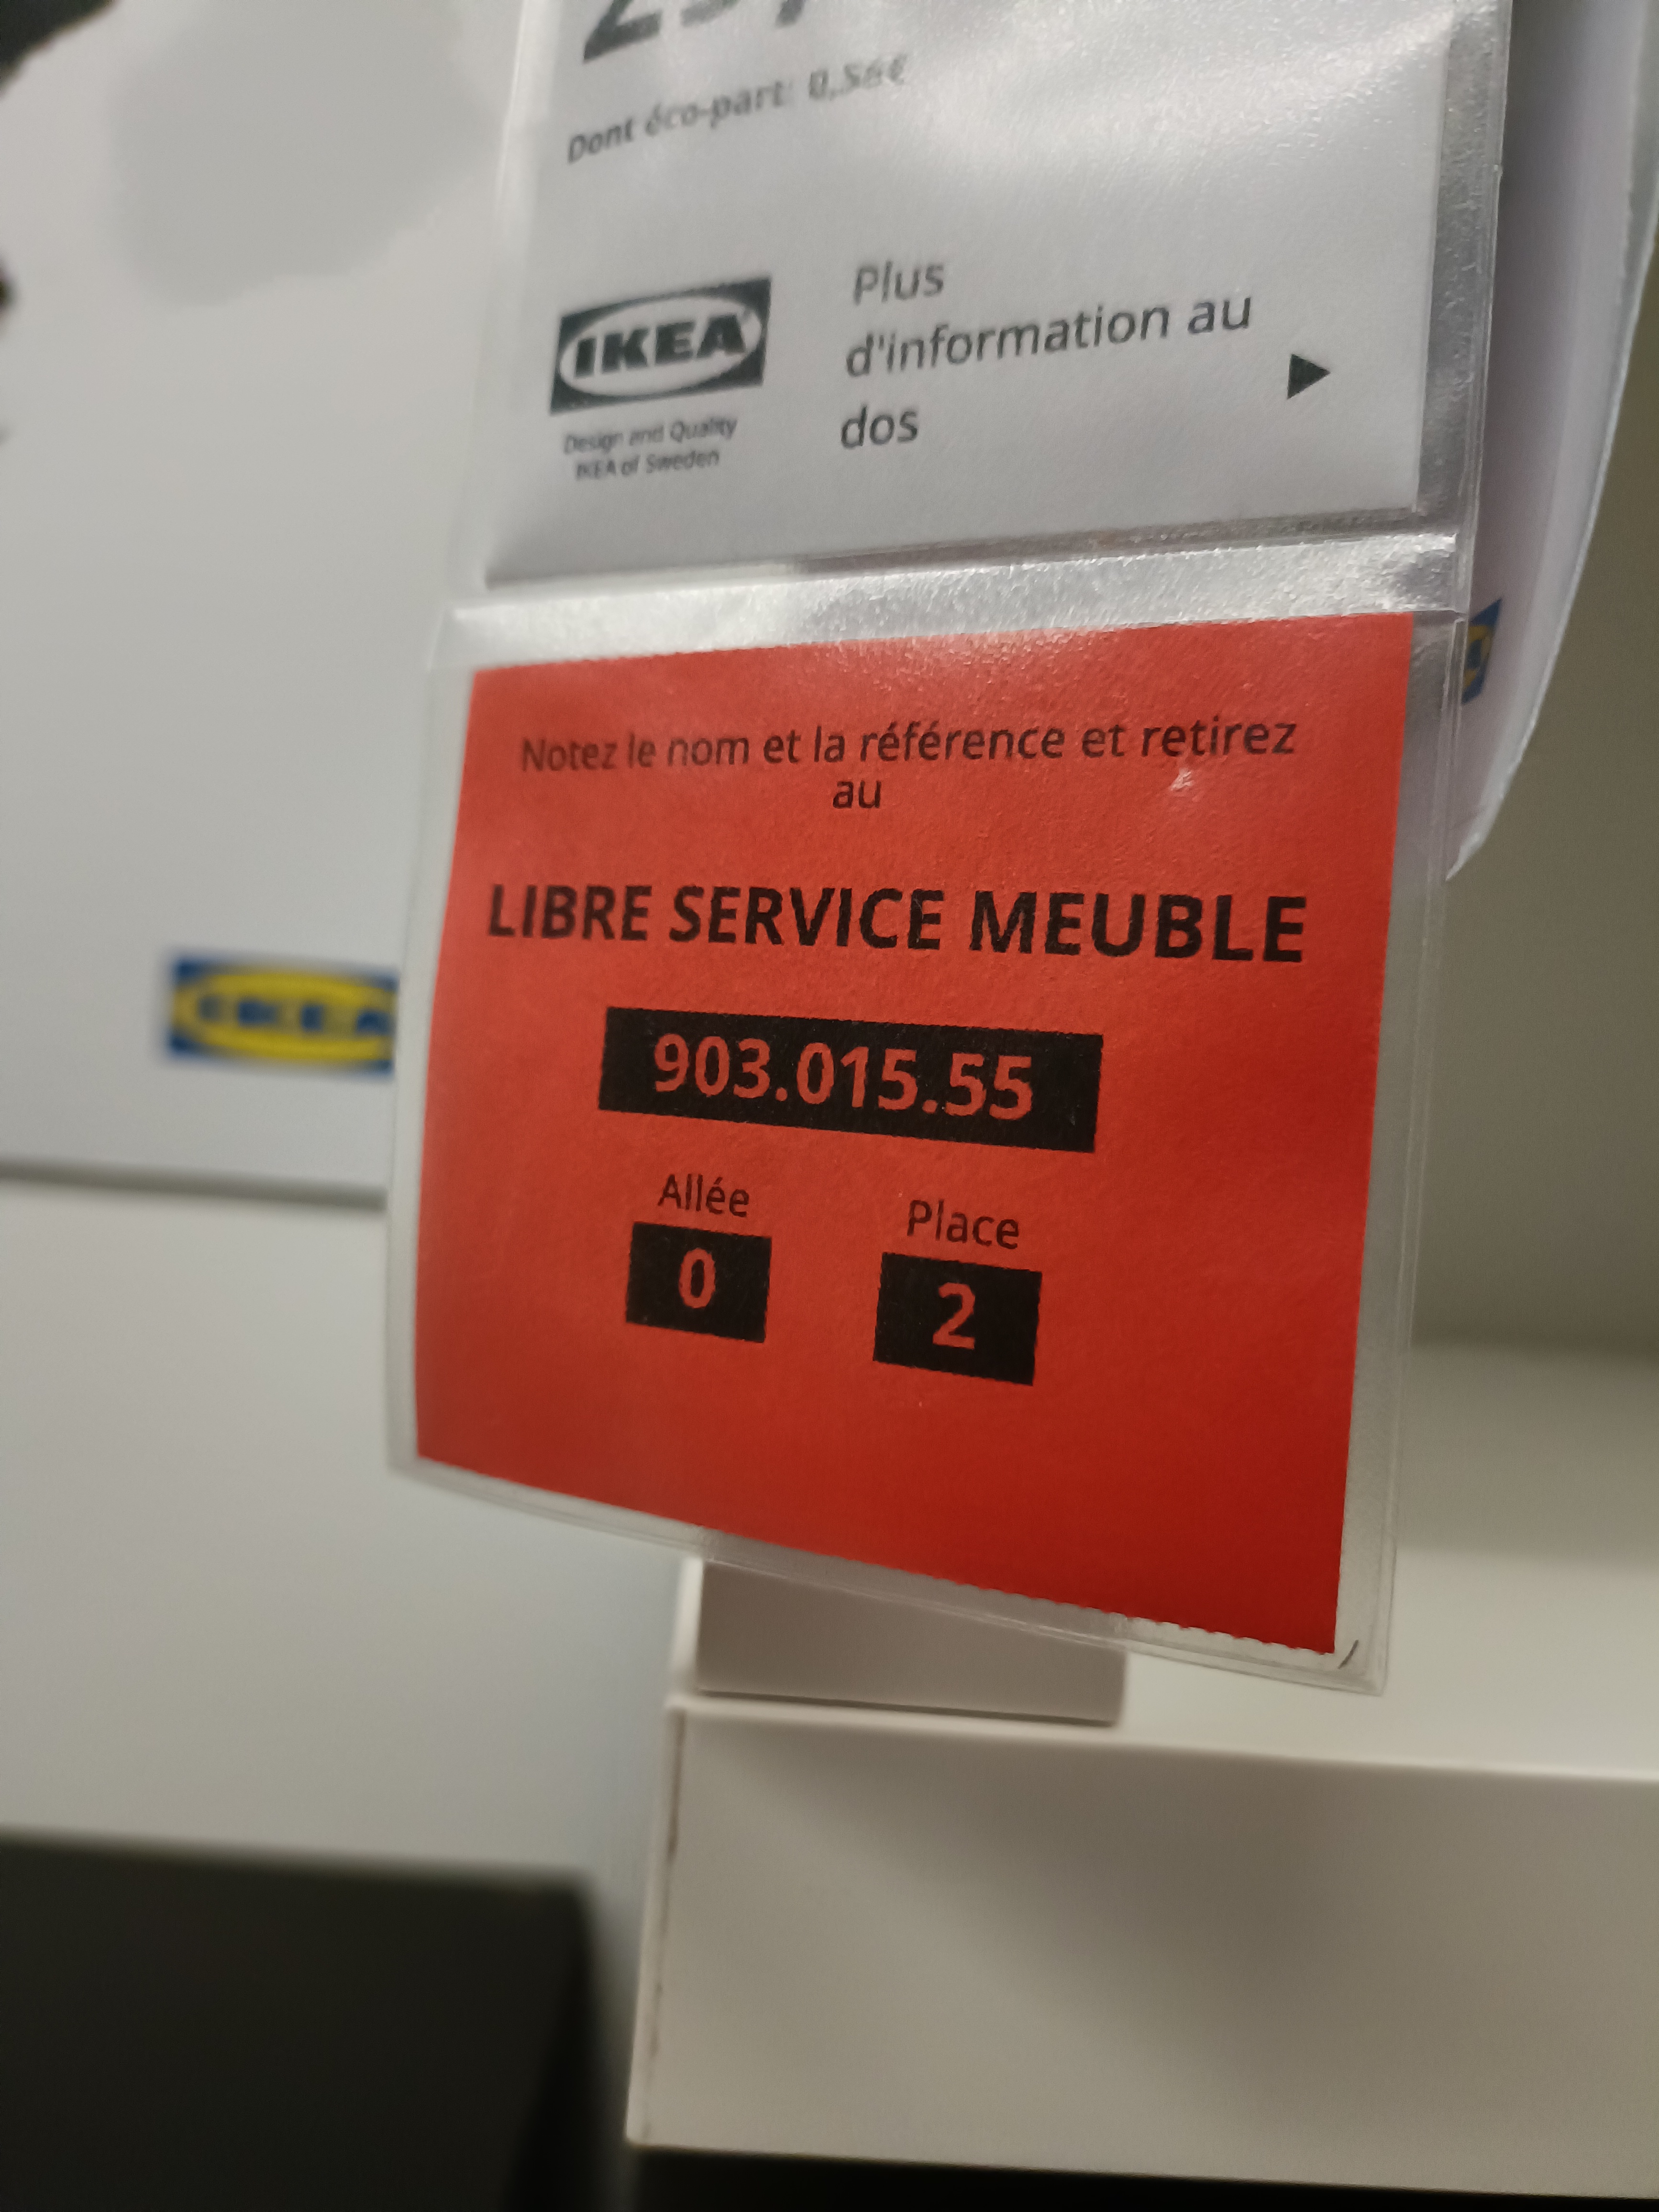 Dont éco-part: 0,56€
IKEA
Design and Quality
IKEA of Sweden
Plus
d'information au
dos
Notez le nom et la référence et retirez
au
LIBRE SERVICE MEUBLE
903.015.55
Allée
Place
0
2
IKEA